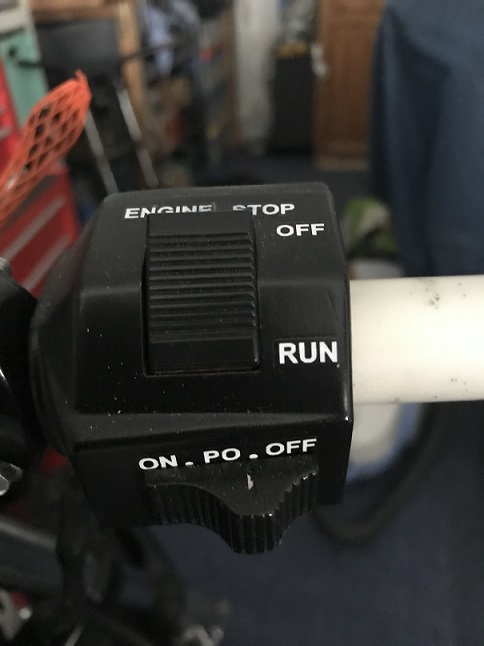 ENGINE STOP
OFF
RUN
ON . PO . OFF